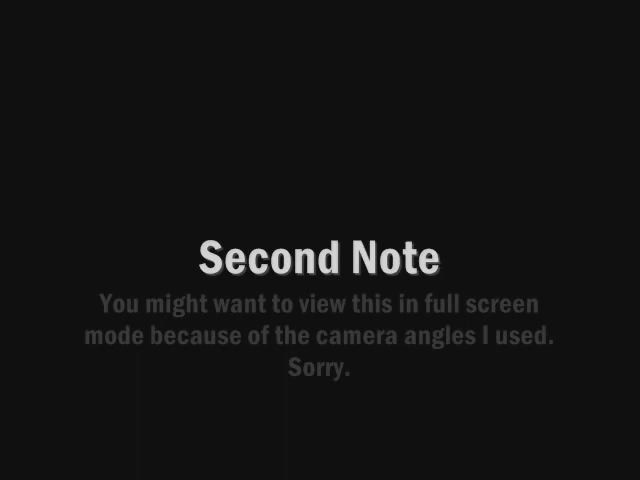 Second Note
You might want to view this in full screen
mode because of the camera angles I used.
Sorry.